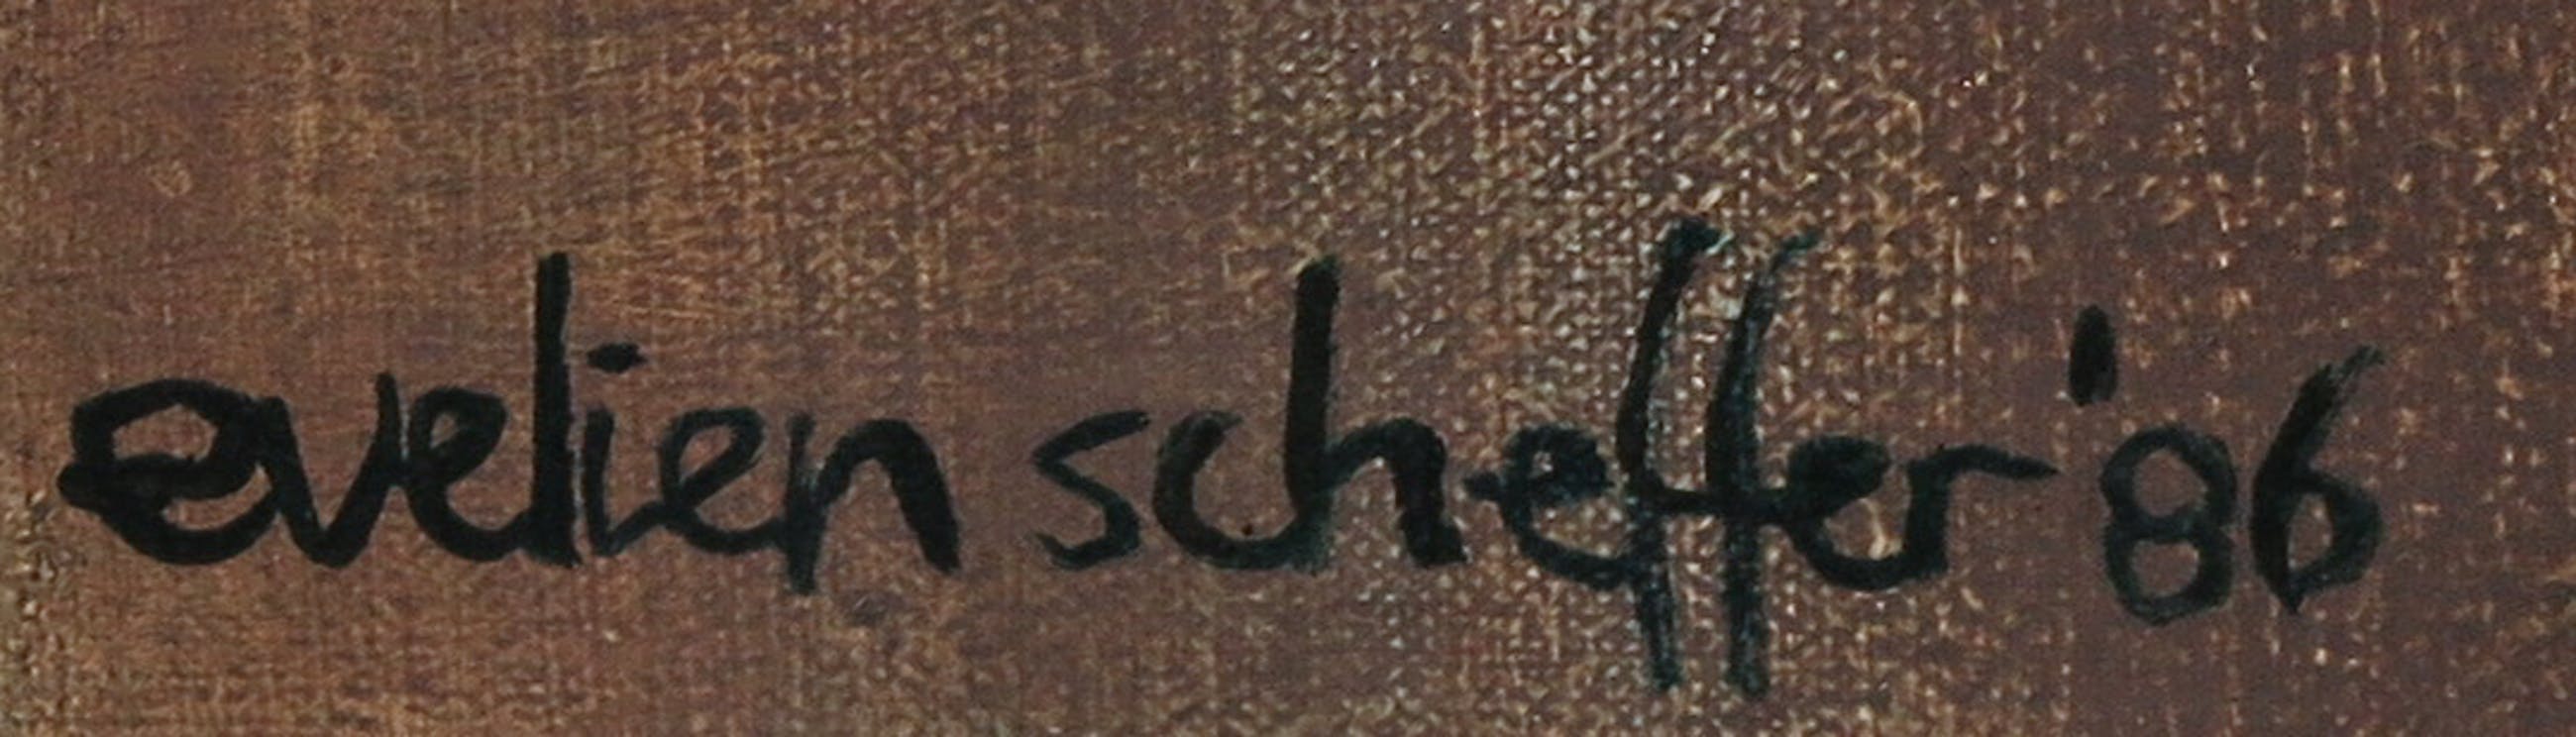 evelien scheffer '86